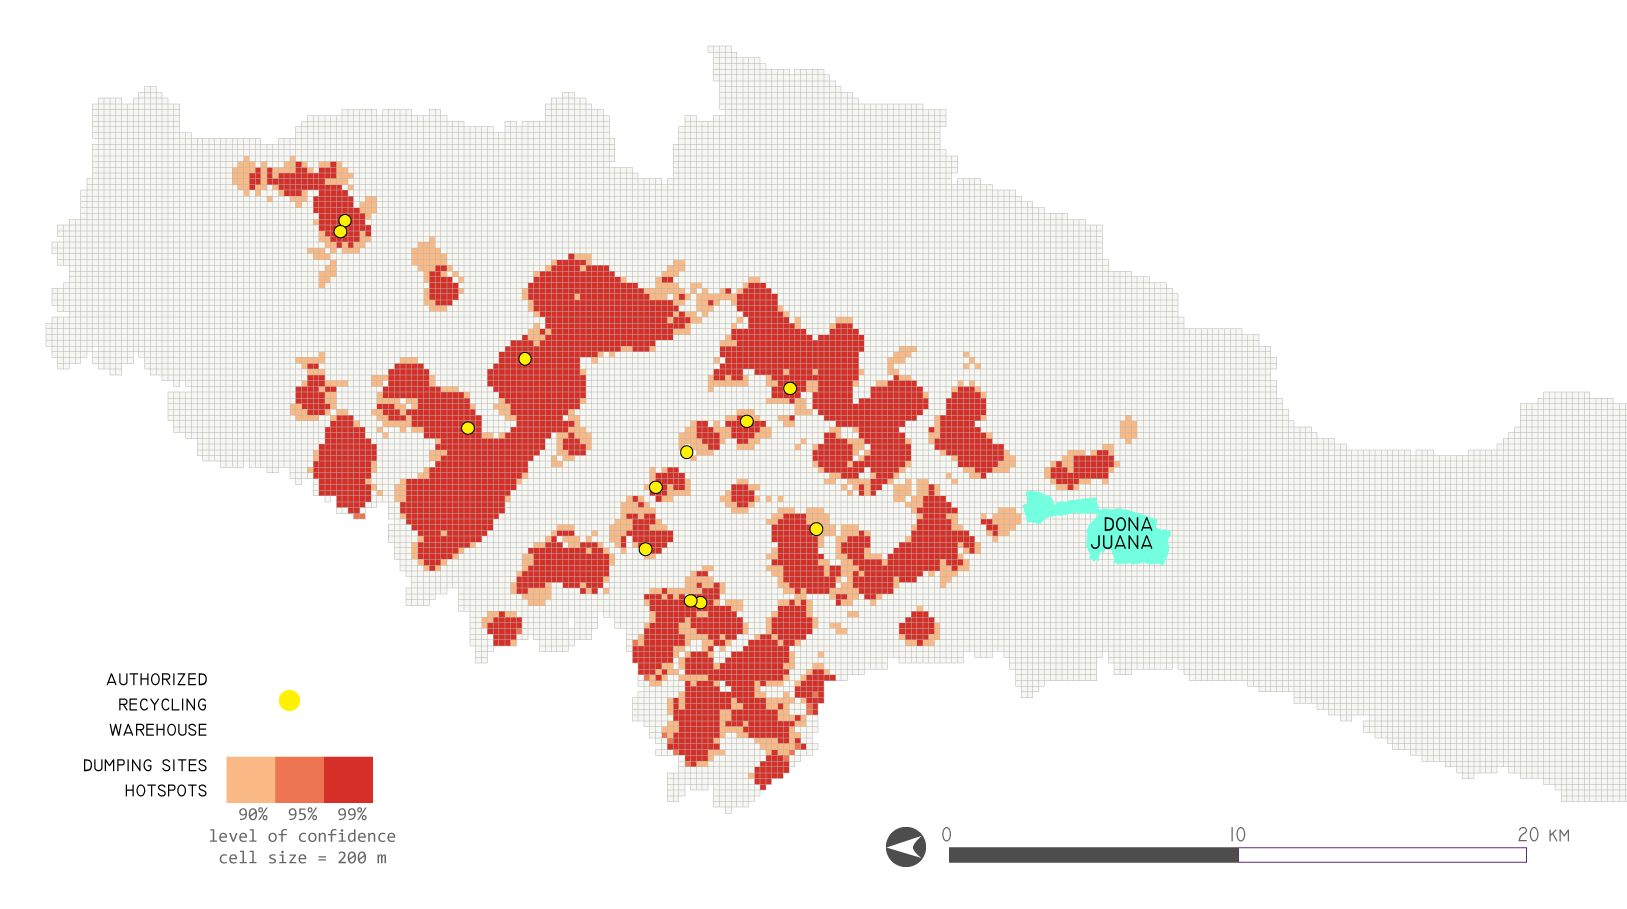 DONA
JUANA
AUTHORIZED
RECYCLING
WAREHOUSE
DUMPING SITES
HOTSPOTS
90% 95% 99%
level of confidence
cell size = 200 m
0 10 20 KM